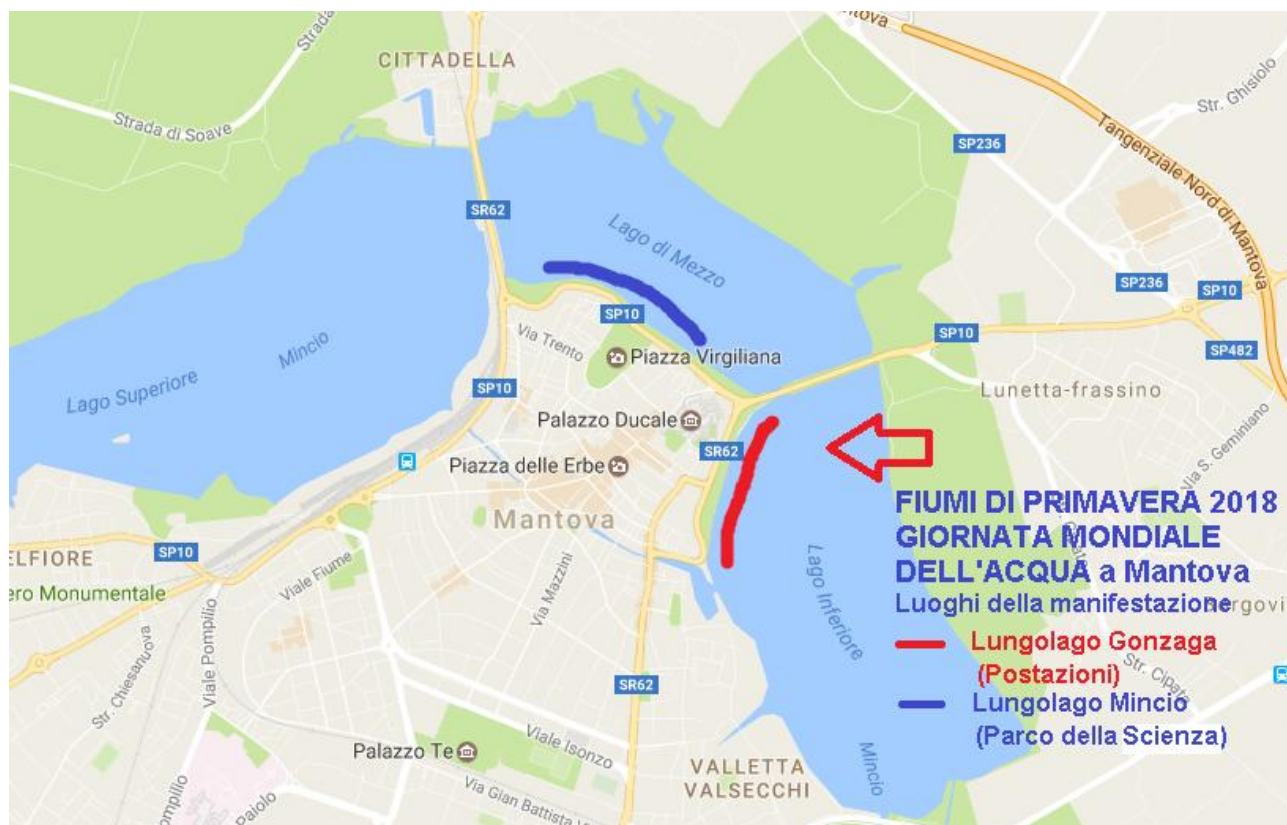 Strada
CITTADELLA
Strada di Soave
Str. Ghisiolo
SP236
Tangenziale Nord di Mantova
SR62
Lago di Mezzo
SP236
SP10
SP10
SP10
Via Trento
Piazza Virgiliana
SP482
Mincio
Lago Superiore
SP10
Lunetta-frassino
Palazzo Ducale
SR62
Piazza delle Erbe
Mantova
FIUMI DI PRIMAVERA 2018
GIORNATA MONDIALE
DELL'ACQUA a Mantova
Luoghi della manifestazione
Lungolago Gonzaga
(Postazioni)
Lungolago Mincio
(Parco della Scienza)
SP10
Viale Fiume
Via Mazzini
Lago Inferiore
Viale Pompilio
Str. Chiesanuova
Str. Cipata
SR62
Palazzo Te
Viale Isonzo
VALLETTA
VALSECCHI
Mincio
Via Gian Battista
Paiolo